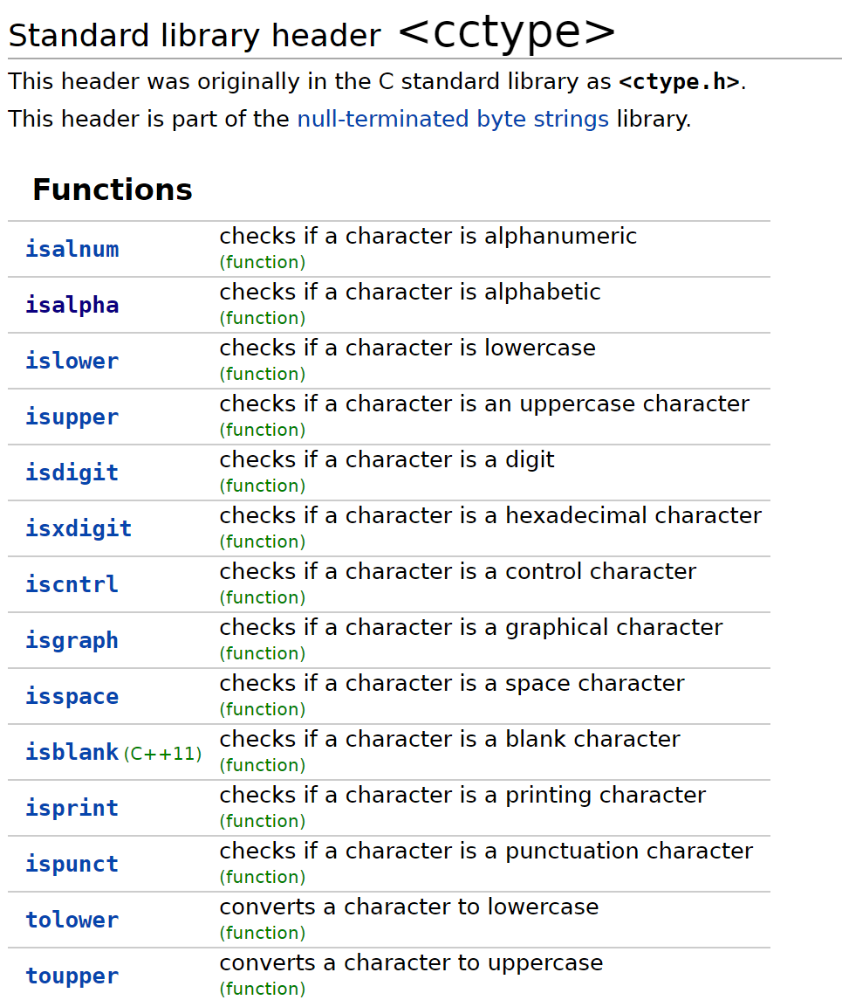 Standard library header <cctype>
This header was originally in the C standard library as <ctype.h>.
This header is part of the null-terminated byte strings library.
Functions
isalnum checks if a character is alphanumeric
(function)
isalpha checks if a character is alphabetic
(function)
islower checks if a character is lowercase
(function)
isupper checks if a character is an uppercase character
(function)
isdigit checks if a character is a digit
(function)
isxdigit checks if a character is a hexadecimal character
(function)
iscntrl checks if a character is a control character
(function)
isgraph checks if a character is a graphical character
(function)
isspace checks if a character is a space character
(function)
isblank (C++11) checks if a character is a blank character
(function)
isprint checks if a character is a printing character
(function)
ispunct checks if a character is a punctuation character
(function)
tolower converts a character to lowercase
(function)
toupper converts a character to uppercase
(function)